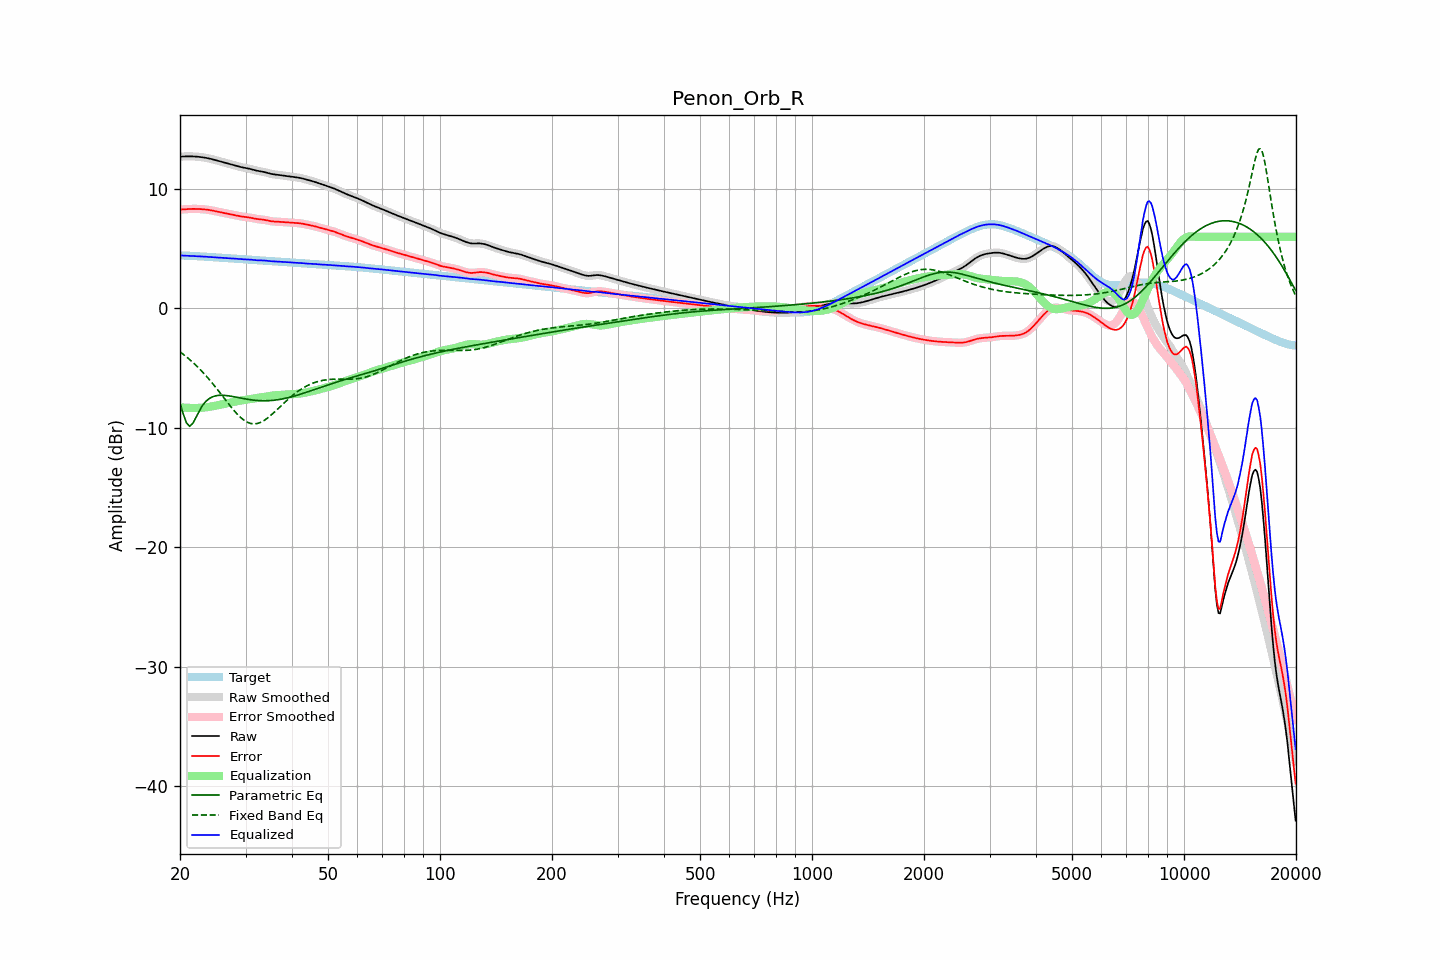 Penon_Orb_R
10
0
−10
−20
−30
−40
Amplitude (dBr)
Target
Raw Smoothed
Error Smoothed
Raw
Error
Equalization
Parametric Eq
Fixed Band Eq
Equalized
20 50 100 200 500 1000 2000 5000 10000 20000
Frequency (Hz)